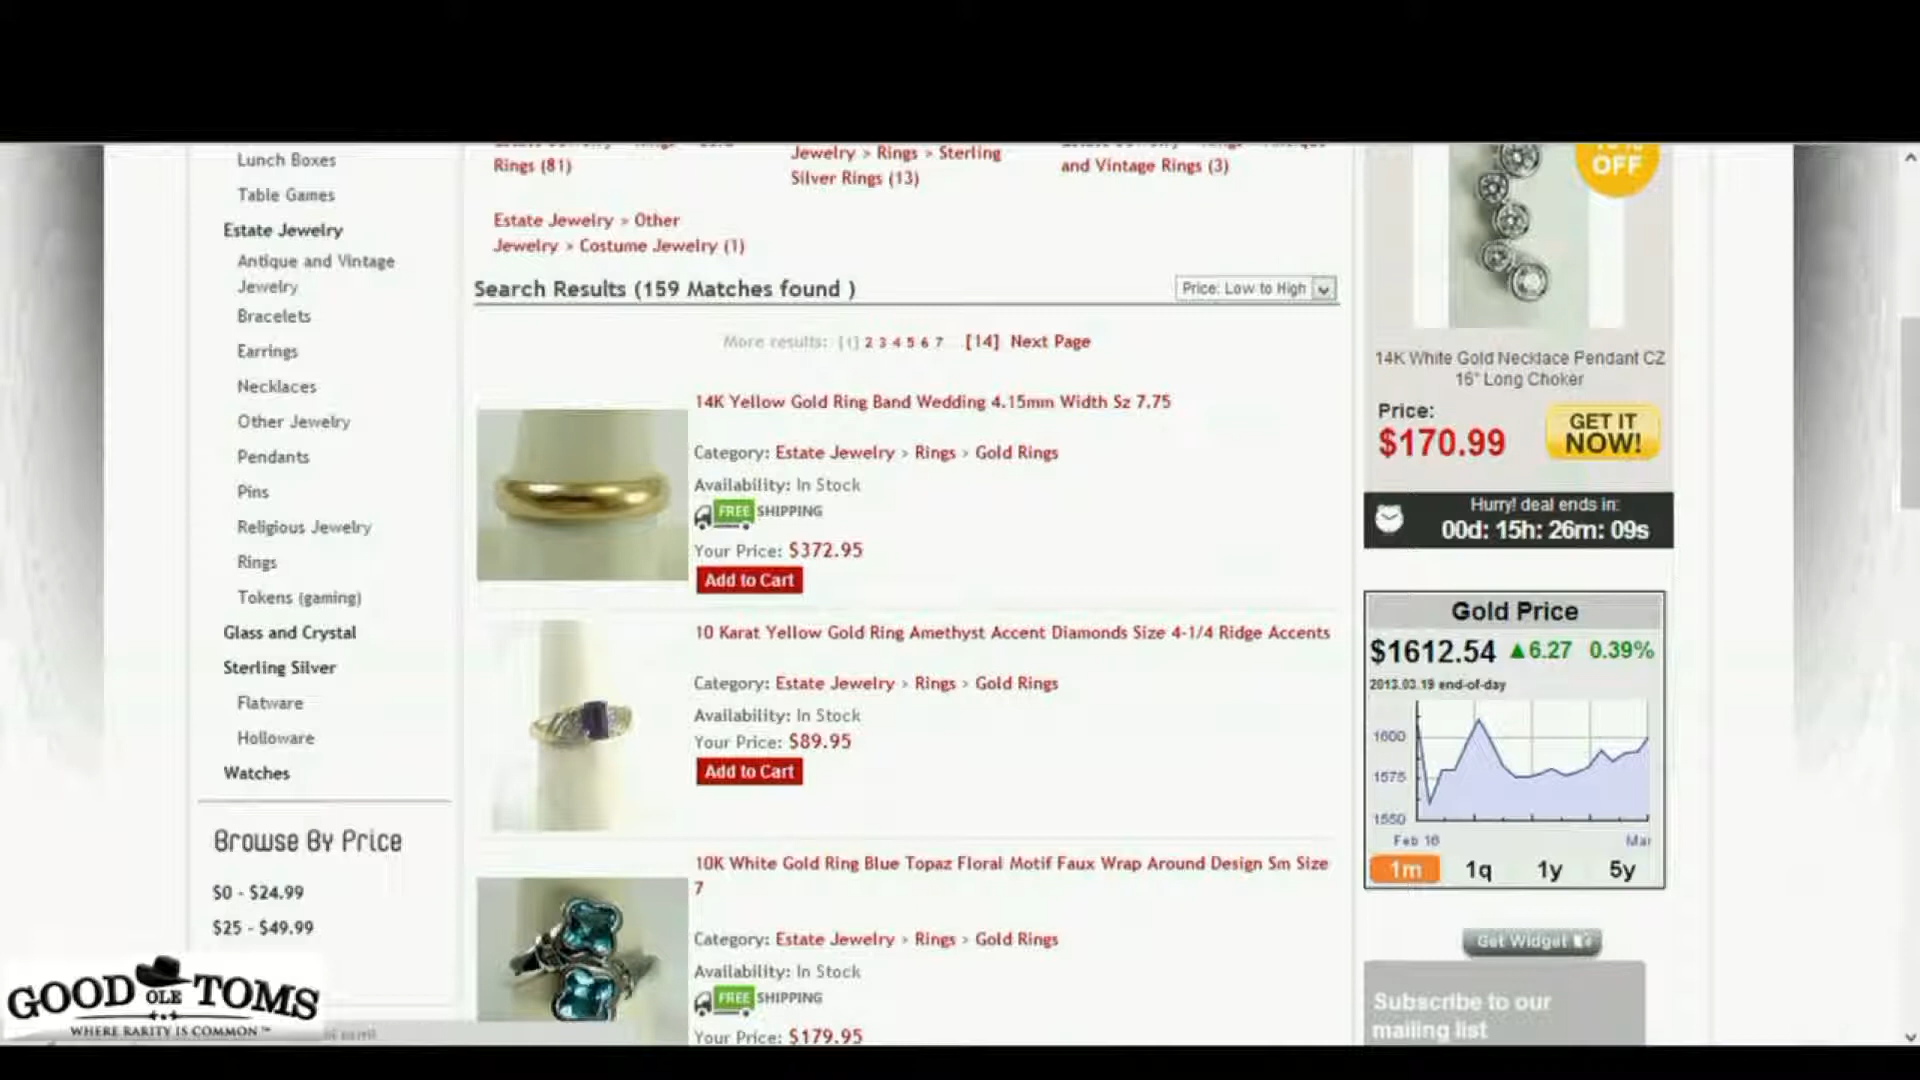 Lunch Boxes
Table Games
Estate Jewelry
Antique and Vintage
Jewelry
Bracelets
Earrings
Necklaces
Other Jewelry
Pendants
Pins
Religious Jewelry
Rings
Tokens (gaming)
Glass and Crystal
Sterling Silver
Flatware
Holloware
Watches
Browse By Price
$0 - $24.99
$25 - $49.99
GOOD OLE TOMS
WHERE RARITY IS COMMON™
Rings (81)
Jewelry > Rings > Sterling
Silver Rings (13)
and Vintage Rings (3)
Estate Jewelry > Other
Jewelry > Costume Jewelry (1)
Search Results (159 Matches found )
Price: Low to High
More results: [1] 2 3 4 5 6 7 [14] Next Page
14K Yellow Gold Ring Band Wedding 4.15mm Width Sz 7.75
Category: Estate Jewelry > Rings > Gold Rings
Availability: In Stock
FREE SHIPPING
Your Price: $372.95
Add to Cart
10 Karat Yellow Gold Ring Amethyst Accent Diamonds Size 4-1/4 Ridge Accents
Category: Estate Jewelry > Rings > Gold Rings
Availability: In Stock
Your Price: $89.95
Add to Cart
10K White Gold Ring Blue Topaz Floral Motif Faux Wrap Around Design Sm Size
7
Category: Estate Jewelry > Rings > Gold Rings
Availability: In Stock
FREE SHIPPING
Your Price: $179.95
OFF
14K White Gold Necklace Pendant CZ
16" Long Choker
Price:
$170.99
GET IT
NOW!
Hurry! deal ends in:
00d: 15h: 26m: 09s
Gold Price
$1612.54 ▲6.27 0.39%
2013.03.19 end-of-day
1600
1575
1550
Feb 16 Mar
1m 1q 1y 5y
Get Widget
Subscribe to our
mailing list